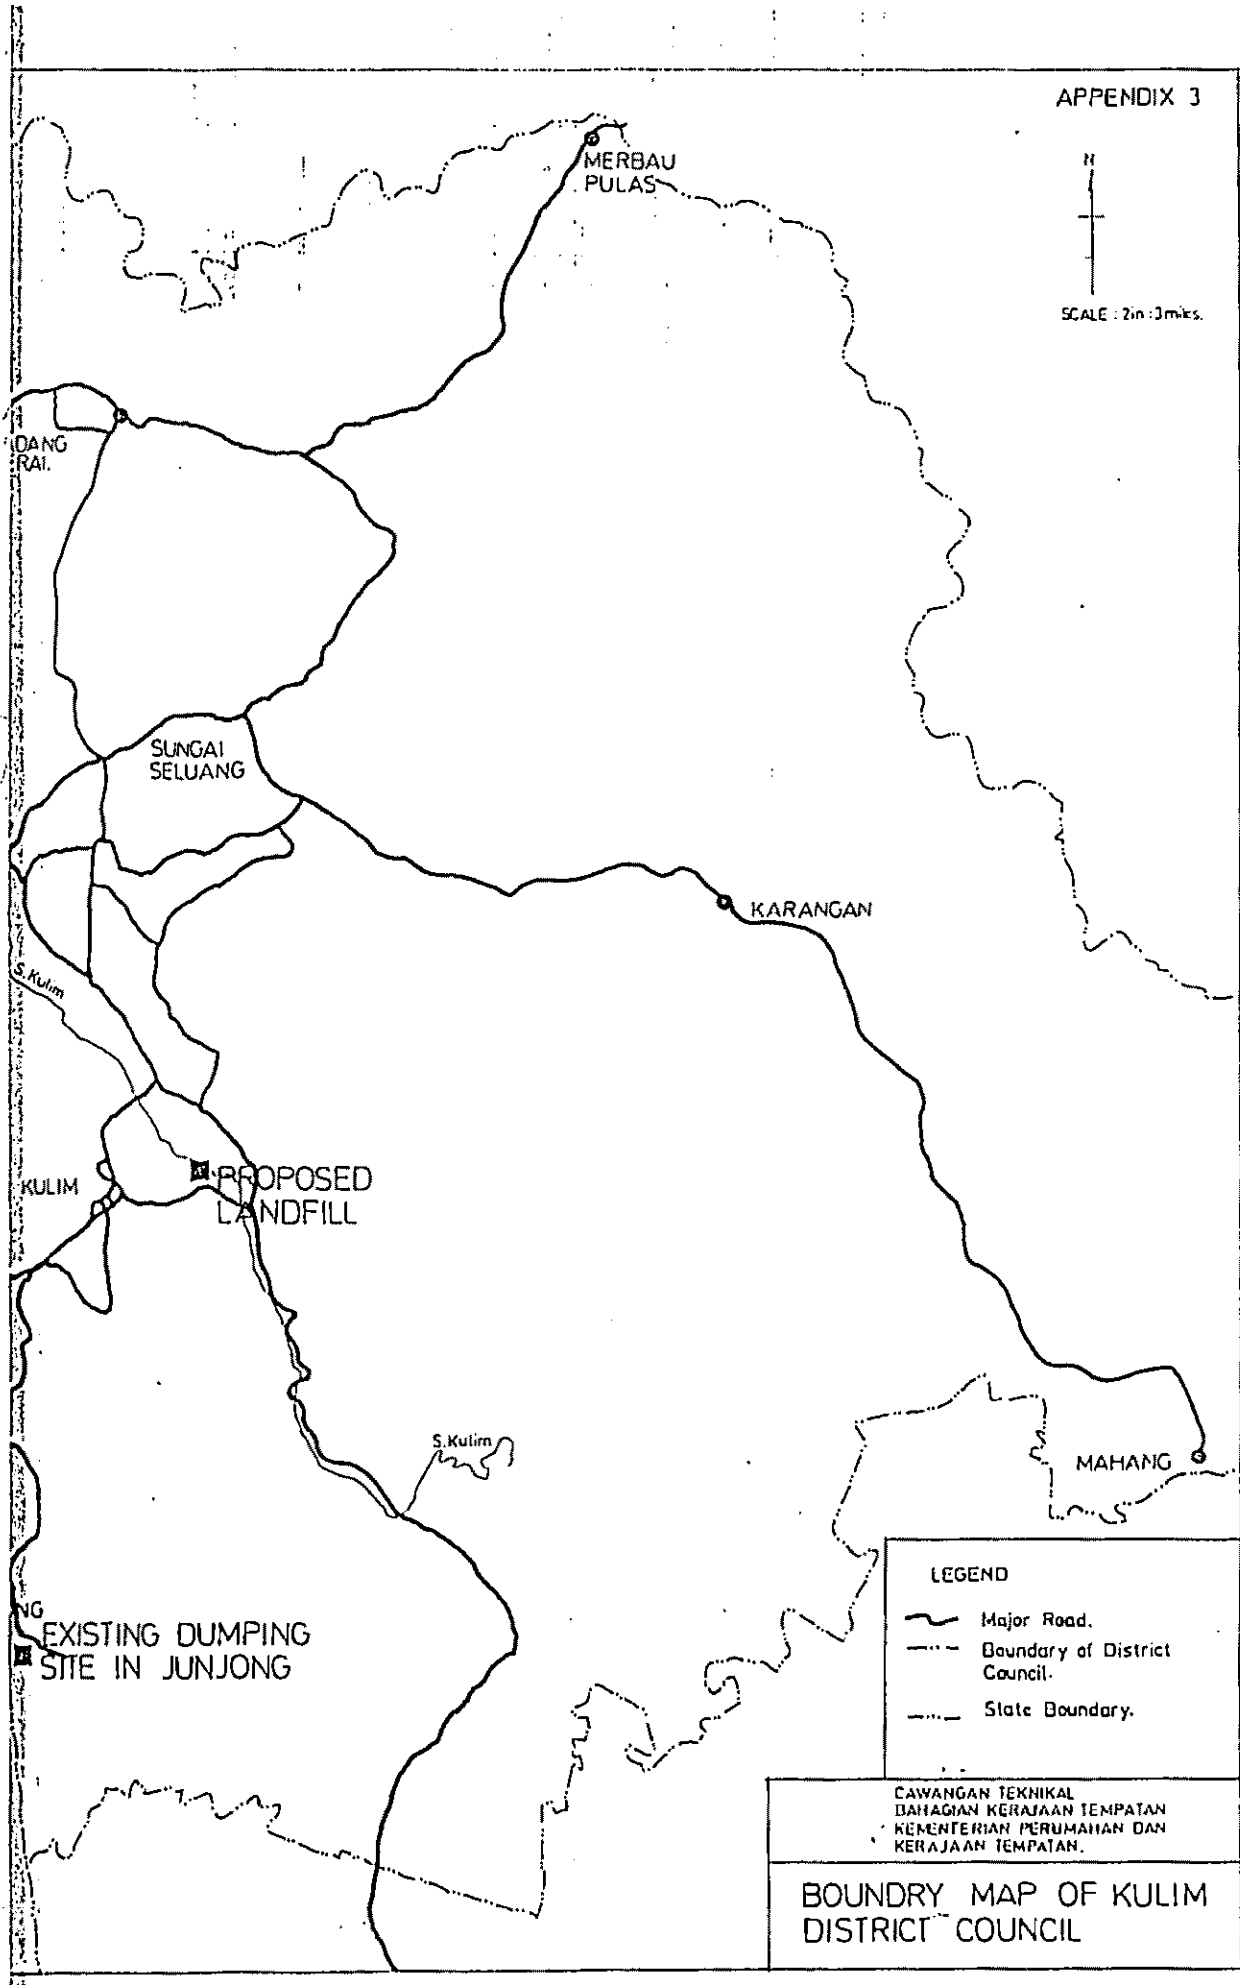 APPENDIX 3
MERBAU
PULAS
N
SCALE : 2in :3miles.
DANG
RAI.
SUNGAI
SELUANG
KARANGAN
S.Kulim
KULIM
PROPOSED
LANDFILL
S.Kulim
MAHANG
NG
EXISTING DUMPING
SITE IN JUNJONG
LEGEND
Major Road.
Boundary of District
Council.
State Boundary.
CAWANGAN TEKNIKAL
BAHAGIAN KERAJAAN TEMPATAN
KEMENTERIAN PERUMAHAN DAN
KERAJAAN TEMPATAN.
BOUNDRY MAP OF KULIM
DISTRICT COUNCIL